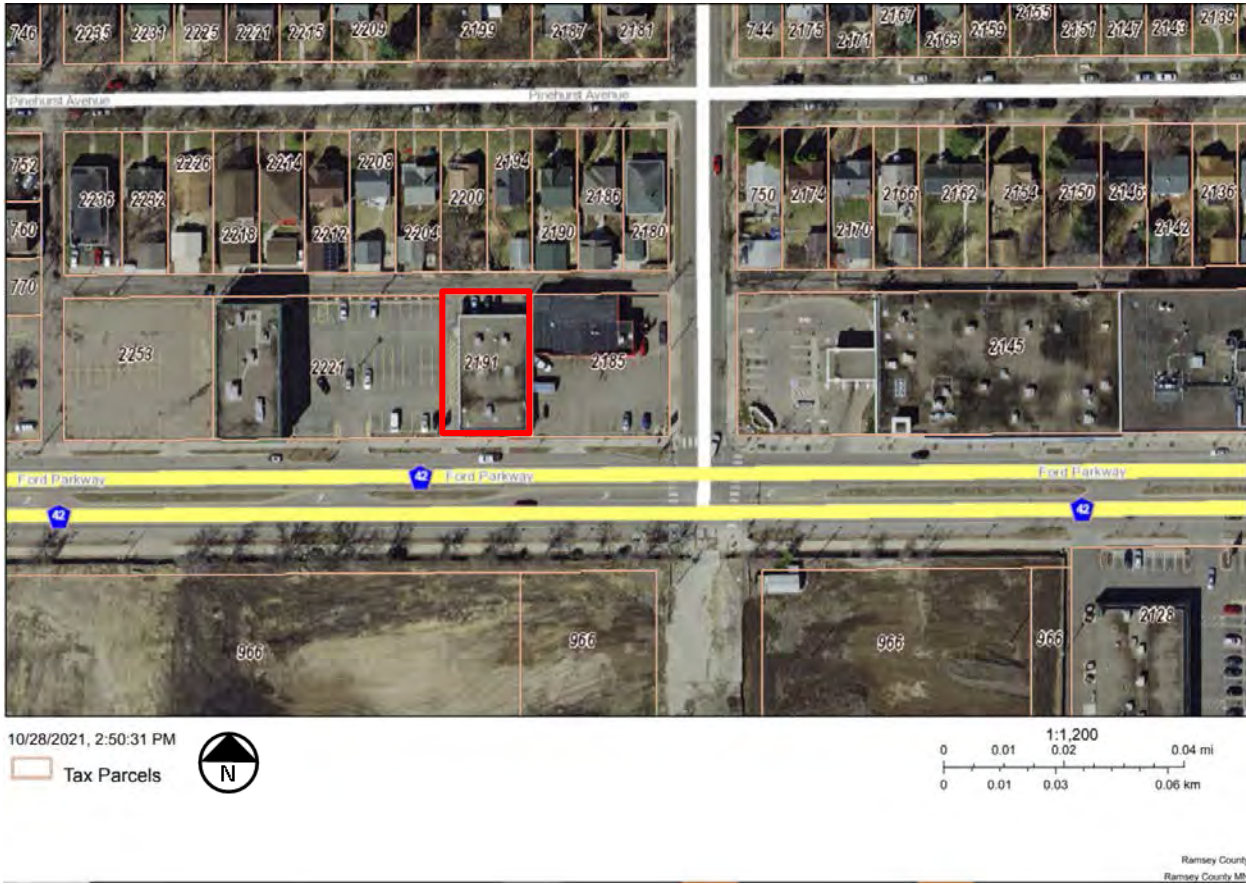 746 2235 2231 2225 2221 2215 2209 2199 2187 2181 744 2175 2171 2167 2163 2159 2155 2151 2147 2143 2139
Pinehurst Avenue Pinehurst Avenue
752 2236 2232 2226 2218 2214 2212 2208 2204 2200 2194 2190 2186 2180 750 2174 2170 2166 2162 2154 2150 2146 2142 2136
760
770
2253 2221 2191 2185 2145
Ford Parkway 42 Ford Parkway Ford Parkway
42 42
966 966 966 966 2128
10/28/2021, 2:50:31 PM
Tax Parcels
N
1:1,200
0 0.01 0.02 0.04 mi
0 0.01 0.03 0.06 km
Ramsey County
Ramsey County MN